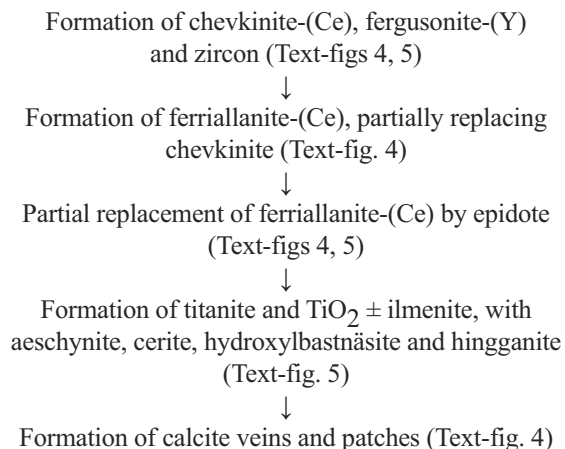 Formation of chevkinite-(Ce), fergusonite-(Y)
and zircon (Text-figs 4, 5)
↓
Formation of ferriallanite-(Ce), partially replacing
chevkinite (Text-fig. 4)
↓
Partial replacement of ferriallanite-(Ce) by epidote
(Text-figs 4, 5)
↓
Formation of titanite and TiO₂ ± ilmenite, with
aeschynite, cerite, hydroxylbastnäsite and hingganite
(Text-fig. 5)
↓
Formation of calcite veins and patches (Text-fig. 4)